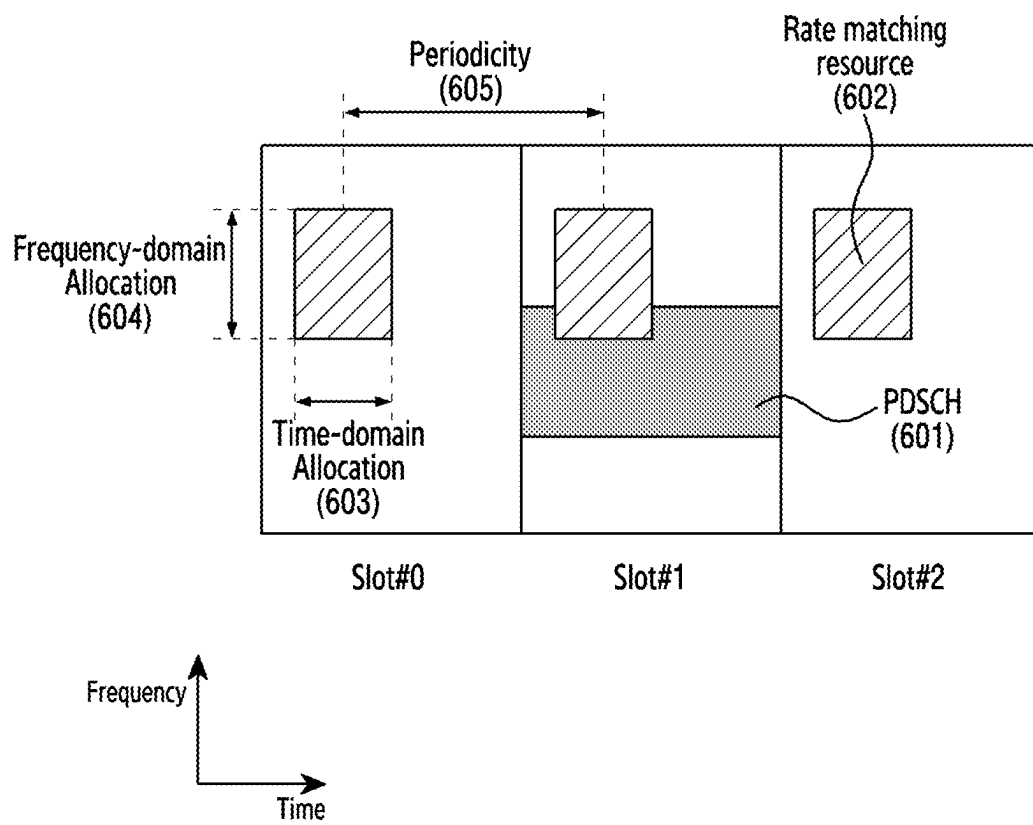 Periodicity
(605)
Rate matching
resource
(602)
Frequency-domain
Allocation
(604)
Time-domain
Allocation
(603)
PDSCH
(601)
Slot#0
Slot#1
Slot#2
Frequency
Time